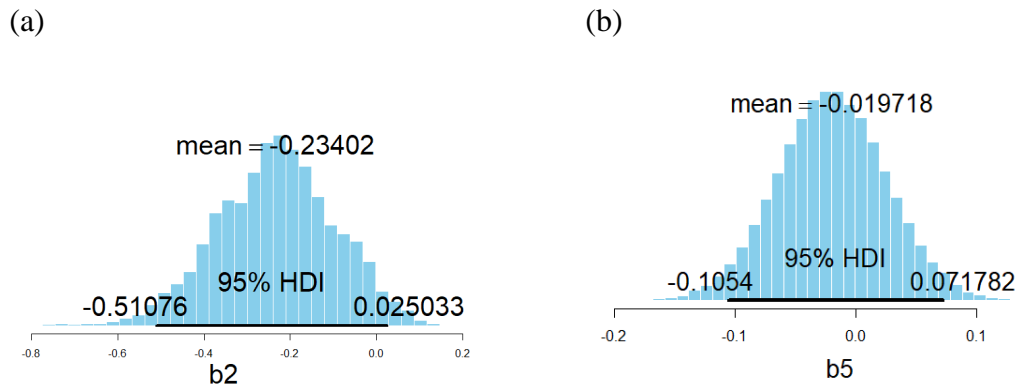 (a)
mean = -0.23402
95% HDI
-0.51076 0.025033
-0.8 -0.6 -0.4 -0.2 0.0 0.2
b2
(b)
mean = -0.019718
95% HDI
-0.1054 0.071782
-0.2 -0.1 0.0 0.1
b5